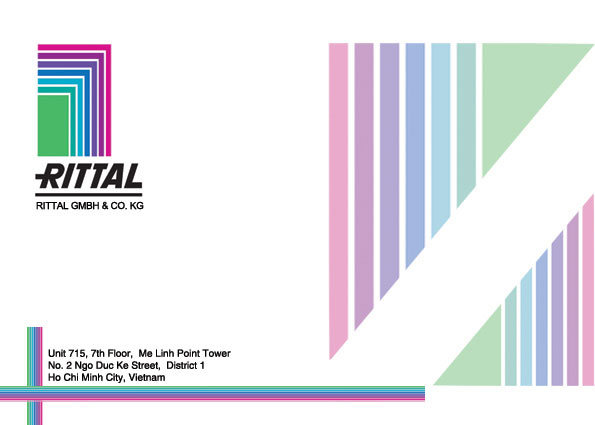 RITTAL
RITTAL GMBH & CO. KG
Unit 715, 7th Floor, Me Linh Point Tower
No. 2 Ngo Duc Ke Street, District 1
Ho Chi Minh City, Vietnam